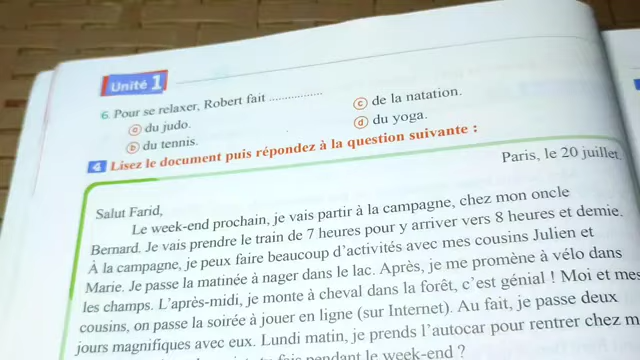 Unité 1
6. Pour se relaxer, Robert fait ................
ⓐ du judo.
ⓑ du tennis.
ⓒ de la natation.
ⓓ du yoga.
4 Lisez le document puis répondez à la question suivante :
Paris, le 20 juillet.
Salut Farid,
Le week-end prochain, je vais partir à la campagne, chez mon oncle
Bernard. Je vais prendre le train de 7 heures pour y arriver vers 8 heures et demie.
À la campagne, je peux faire beaucoup d'activités avec mes cousins Julien et
Marie. Je passe la matinée à nager dans le lac. Après, je me promène à vélo dans
les champs. L'après-midi, je monte à cheval dans la forêt, c'est génial ! Moi et mes
cousins, on passe la soirée à jouer en ligne (sur Internet). Au fait, je passe deux
jours magnifiques avec eux. Lundi matin, je prends l'autocar pour rentrer chez m
fais pendant le week-end ?